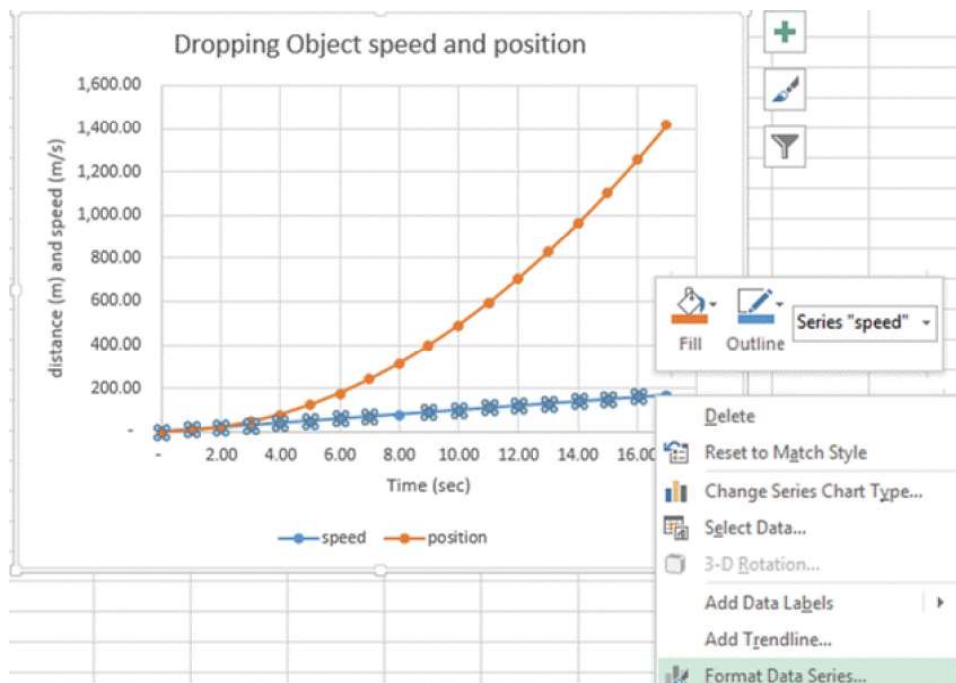 Dropping Object speed and position
1,600.00
1,400.00
1,200.00
1,000.00
800.00
600.00
400.00
200.00
-
distance (m) and speed (m/s)
- 2.00 4.00 6.00 8.00 10.00 12.00 14.00 16.00
Time (sec)
speed position
Fill Outline Series "speed"
Delete
Reset to Match Style
Change Series Chart Type...
Select Data...
3-D Rotation...
Add Data Labels
Add Trendline...
Format Data Series...